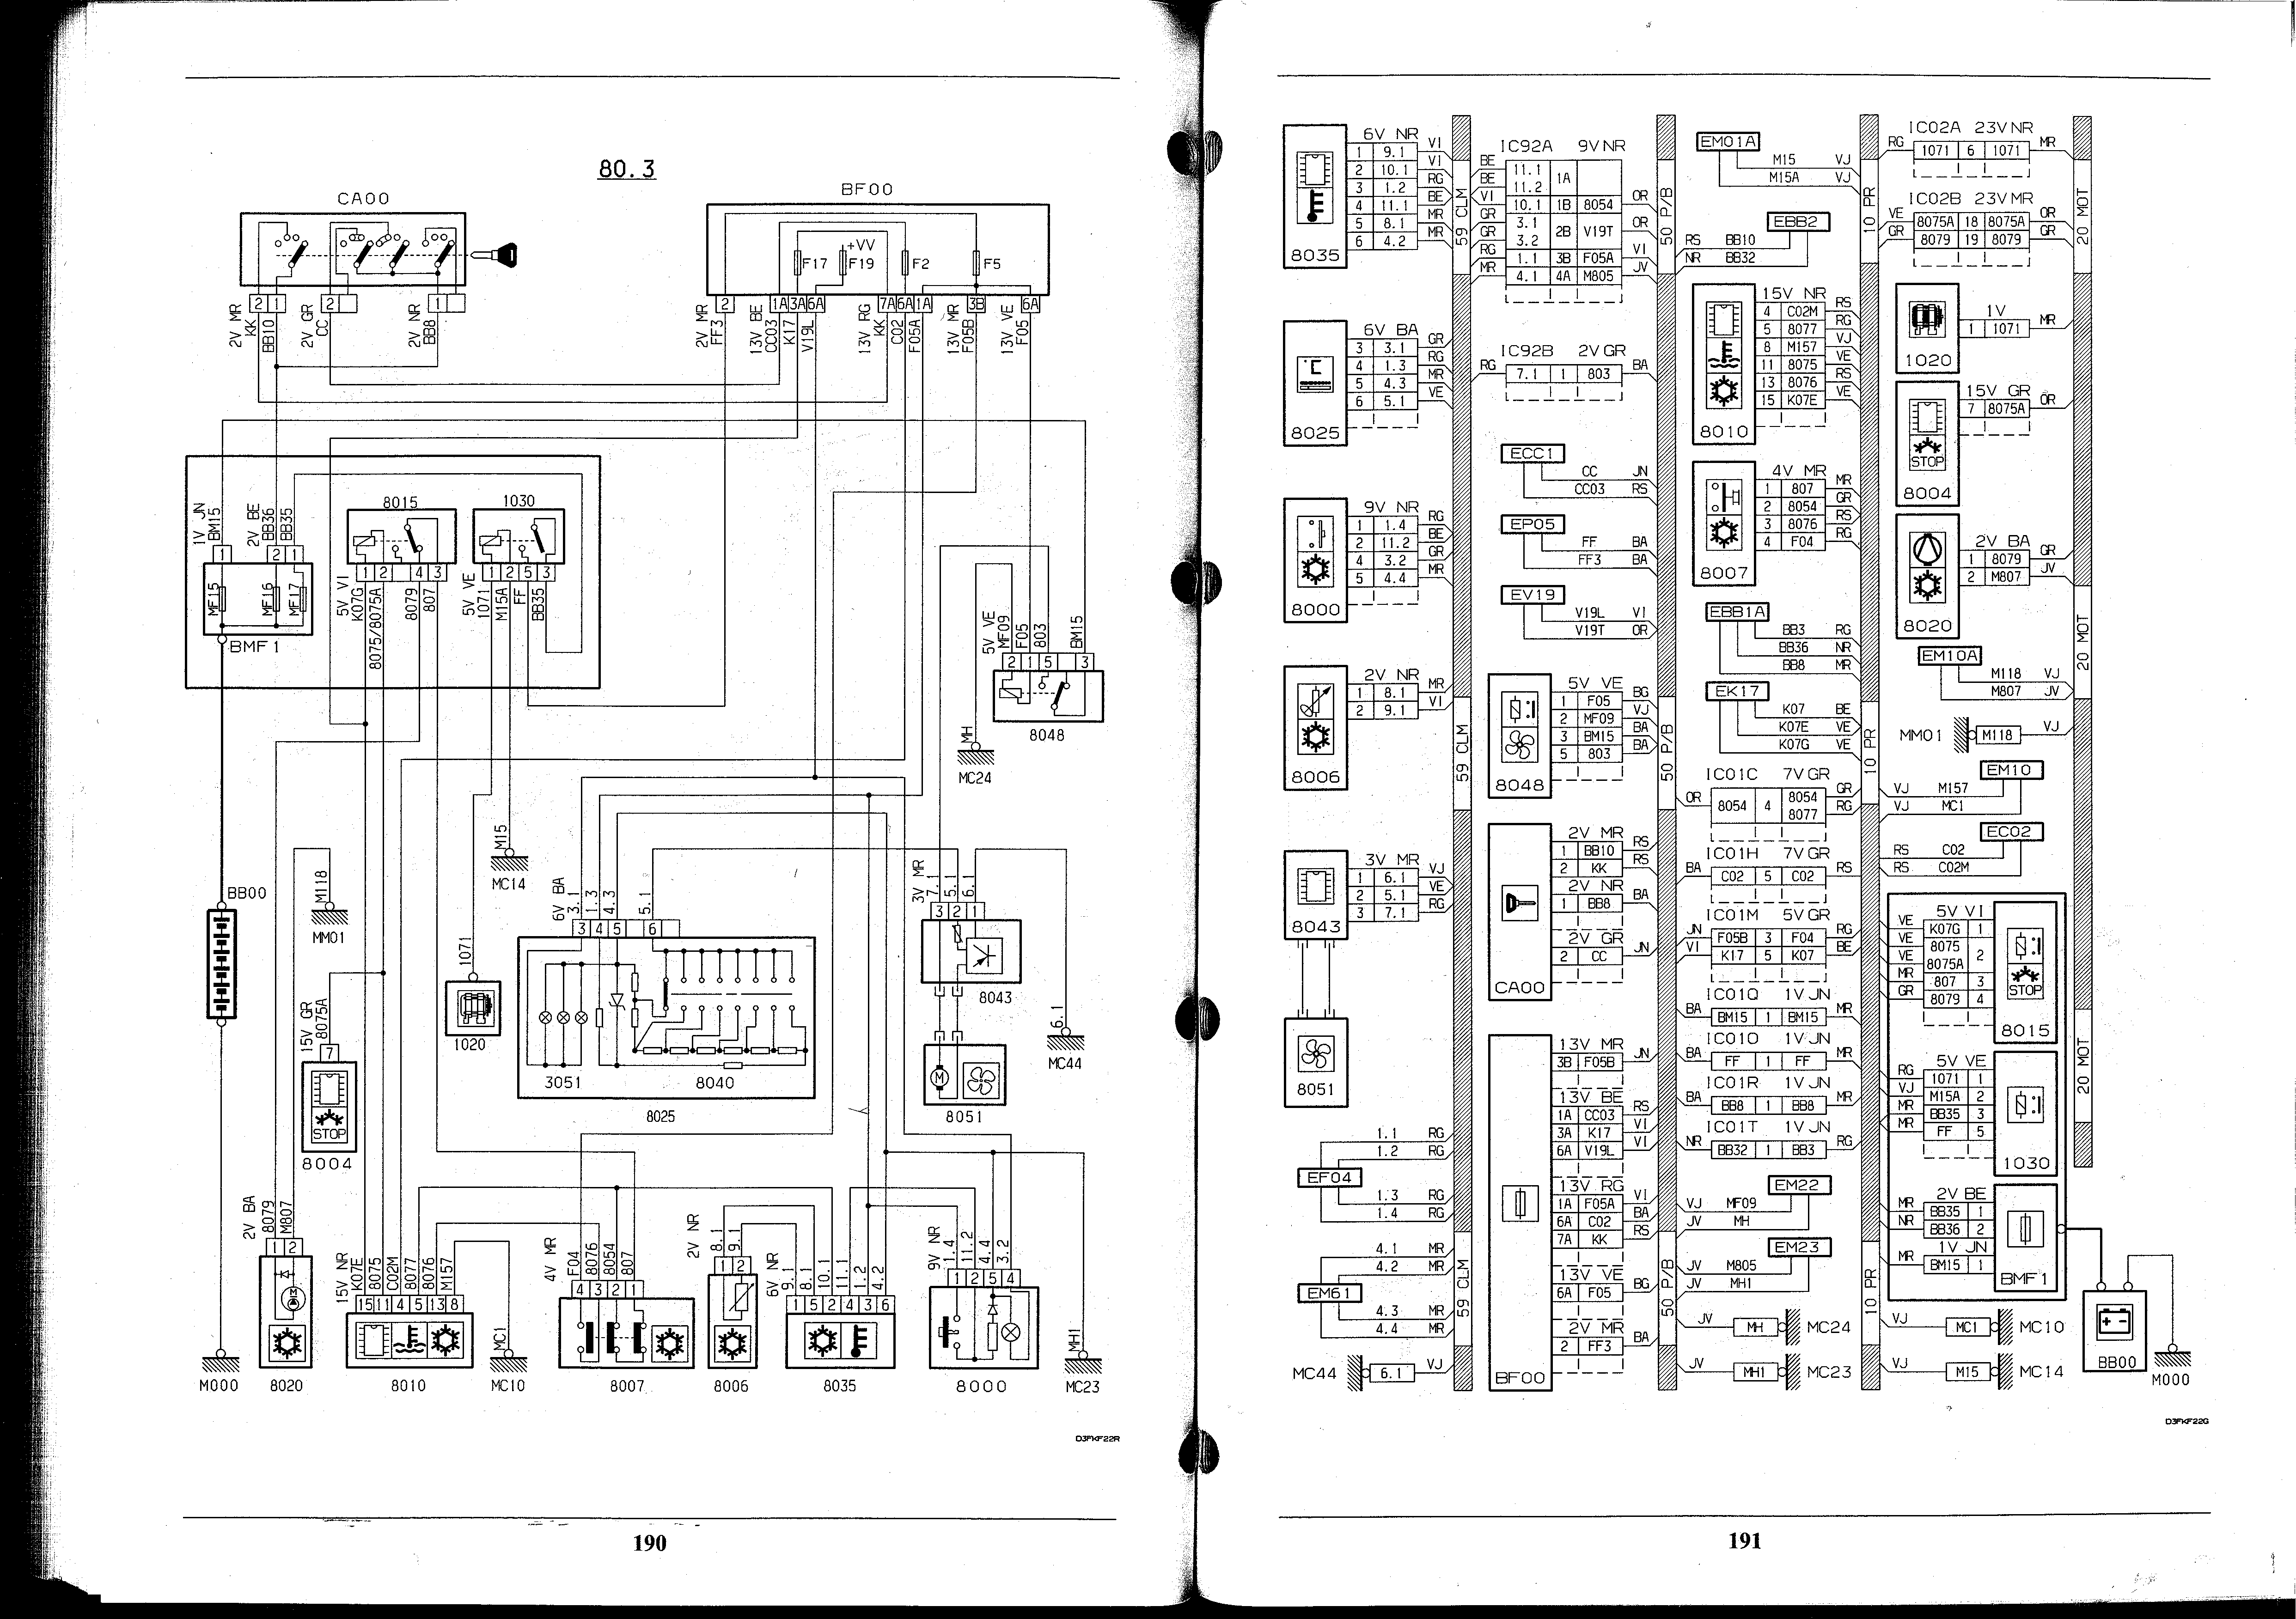 80.3
CA00
BF00
+VV
F17 F19 F2 F5
2 1 2 1 2 1A 3A 6A 7A 6A 1A 3B 6A
2V MR KK BB10 2V GR CC 2V NR BB8
2V MR FF3 13V BE CC03 K17 V19L 13V RG KK C02 F05A 13V MR F05B 13V VE F05
1V JN BM15 2V BE BB36 BB35
8015 1030
1 2 1
1 2 4 3 1 2 5 3
MF15 MF16 MF17
BMF1
5V VI K07G 8075/8075A 8079 807
5V VE 1071 M15A FF BB35
5V VE MF09 F05 803 BM15
2 1 5 3
8048
MH
MC24
M15
MC14
BB00
M118
MM01
1071
1020
6V BA 3.1 1.3 4.3 5.1
3 4 5 6
3051 8040
8025
3V MR 7.1 5.1 6.1
3 2 1
8043
6.1
MC44
M
8051
15V GR 8075A
7
STOP
8004
2V BA 8079 M807
1 2
M
8020
M000
15V NR K07E 8075 C02M 8077 8076 M157
15 11 4 5 13 8
8010
MC1
MC10
4V MR F04 8076 8054 807
4 3 2 1
8007
2V NR 8.1 9.1
1 2
8006
6V NR 9.1 8.1 10.1 11.1 1.2 4.2
1 5 2 4 3 6
8035
9V NR 1.4 11.2 4.4 3.2
1 2 5 4
8000
MH1
MC23
D3FKF22R
190
6V NR
1 9.1 VI
2 10.1 VI
3 1.2 RG
4 11.1 BE
5 8.1 MR
6 4.2 MR
8035
6V BA
3 3.1 GR
4 1.3 RG
5 4.3 MR
6 5.1 VE
°C
8025
9V NR
1 1.4 RG
2 11.2 BE
4 3.2 GR
5 4.4 MR
8000
2V NR
1 8.1 MR
2 9.1 VI
8006
3V MR
1 6.1 VJ
2 5.1 VE
3 7.1 RG
8043
8051
1.1 RG
1.2 RG
EF04
1.3 RG
1.4 RG
4.1 MR
4.2 MR
EM61
4.3 MR
4.4 MR
MC44 6.1 VJ
59 CLM
59 CLM
59 CLM
IC92A 9V NR
BE 11.1 1A
BE 11.2
VI 10.1 1B 8054 OR
GR 3.1 2B V19T OR
GR 3.2
RG 1.1 3B F05A VI
MR 4.1 4A M805 JV
IC92B 2V GR
RG 7.1 1 803 BA
ECC1
CC JN
CC03 RS
EP05
FF BA
FF3 BA
EV19
V19L VI
V19T OR
5V VE
1 F05 BG
2 MF09 VJ
3 BM15 BA
5 803 BA
8048
2V MR
1 BB10 RS
2 KK RS
2V NR
1 BB8 BA
2V GR
2 CC JN
CA00
13V MR
3B F05B JN
13V BE
1A CC03 RS
3A K17 VI
6A V19L VI
13V RG
1A F05A VI
6A C02 BA
7A KK RS
13V VE
6A F05 BG
2V MR
2 FF3 BA
BF00
50 P/B
50 P/B
50 P/B
EM01A
M15 VJ
M15A VJ
EBB2
RS BB10
NR BB32
15V NR
4 C02M RS
5 8077 RG
8 M157 VJ
11 8075 VE
13 8076 RS
15 K07E VE
8010
4V MR
1 807 MR
2 8054 GR
3 8076 RS
4 F04 RG
8007
EBB1A
BB3 RG
BB36 NR
BB8 MR
EK17
K07 BE
K07E VE
K07G VE
IC01C 7V GR
OR 8054 4 8054 GR
8077 RG
IC01H 7V GR
BA C02 5 C02 RS
IC01M 5V GR
JN F05B 3 F04 RG
VI K17 5 K07 BE
IC01Q 1V JN
BA BM15 1 BM15 MR
IC01O 1V JN
BA FF 1 FF MR
IC01R 1V JN
BA BB8 1 BB8 MR
IC01T 1V JN
NR BB32 1 BB3 RG
EM22
VJ MF09
JV MH
EM23
JV M805
JV MH1
JV MH MC24
JV MH1 MC23
10 PR
10 PR
10 PR
IC02A 23V NR
RG 1071 6 1071 MR
IC02B 23V MR
VE 8075A 18 8075A OR
GR 8079 19 8079 GR
1V
1 1071 MR
1020
15V GR
7 8075A OR
STOP
8004
2V BA
1 8079 GR
2 M807 JV
8020
EM10A
M118 VJ
M807 JV
MM01 M118 VJ
EM10
VJ M157
VJ MC1
EC02
RS C02
RS C02M
5V VI
VE K07G 1
VE 8075 2
VE 8075A
MR 807 3
GR 8079 4
STOP
8015
5V VE
RG 1071 1
VJ M15A 2
MR BB35 3
MR FF 5
1030
2V BE
MR BB35 1
NR BB36 2
1V JN
MR BM15 1
BMF1
VJ MC1 MC10
VJ M15 MC14
20 MOT
20 MOT
20 MOT
BB00
M000
D3FKF22G
191